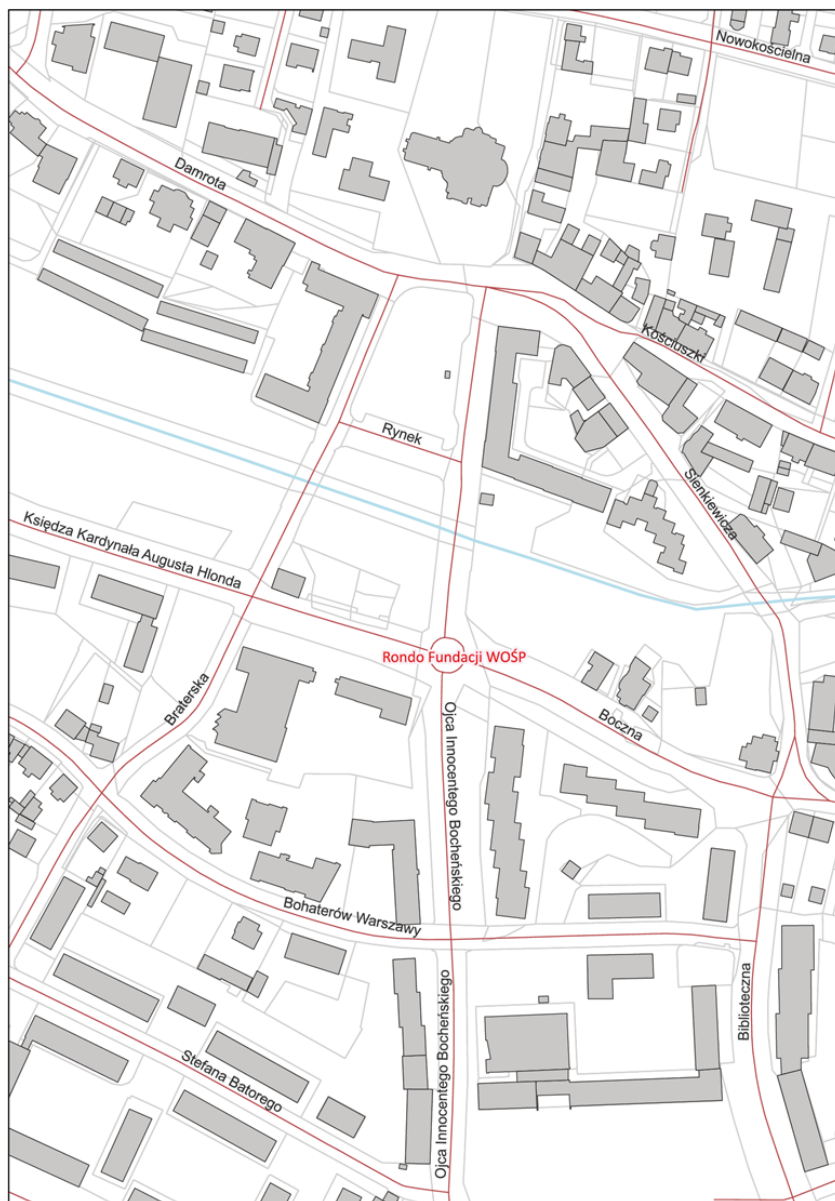 Nowokościelna
Damrota
Kościuszki
Rynek
Sienkiewicza
Księdza Kardynała Augusta Hlonda
Rondo Fundacji WOŚP
Braterska
Boczna
Ojca Innocentego Bocheńskiego
Bohaterów Warszawy
Biblioteczna
Ojca Innocentego Bocheńskiego
Stefana Batorego